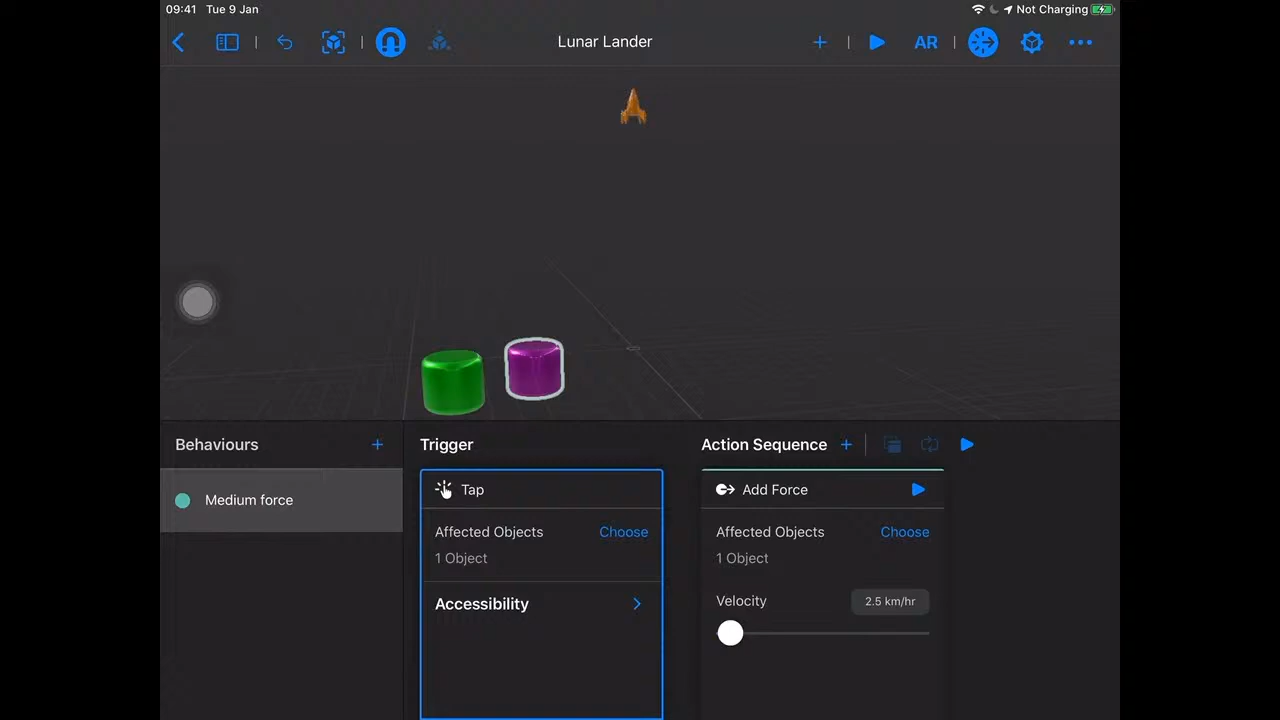 09:41 Tue 9 Jan
Not Charging
Lunar Lander
AR
Behaviours
Medium force
Trigger
Tap
Affected Objects Choose
1 Object
Accessibility
Action Sequence
Add Force
Affected Objects Choose
1 Object
Velocity 2.5 km/hr